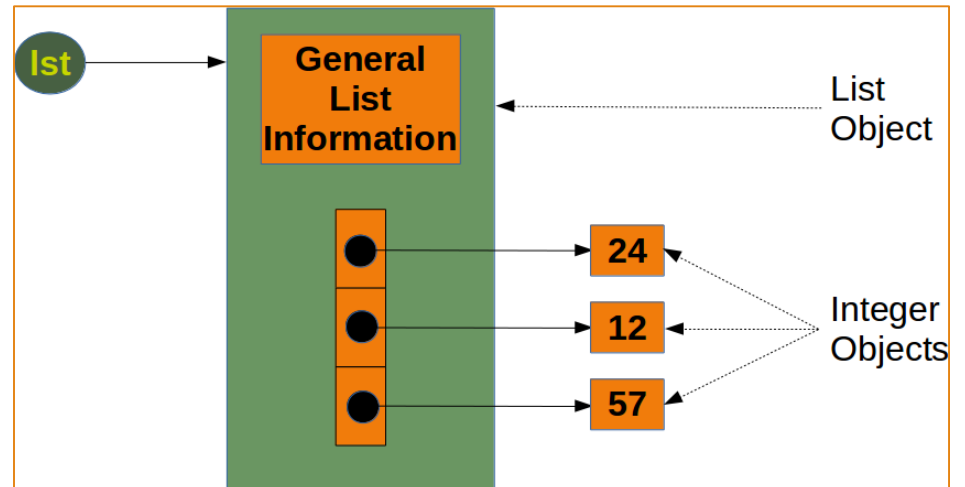 lst
General
List
Information
List
Object
24
12
57
Integer
Objects